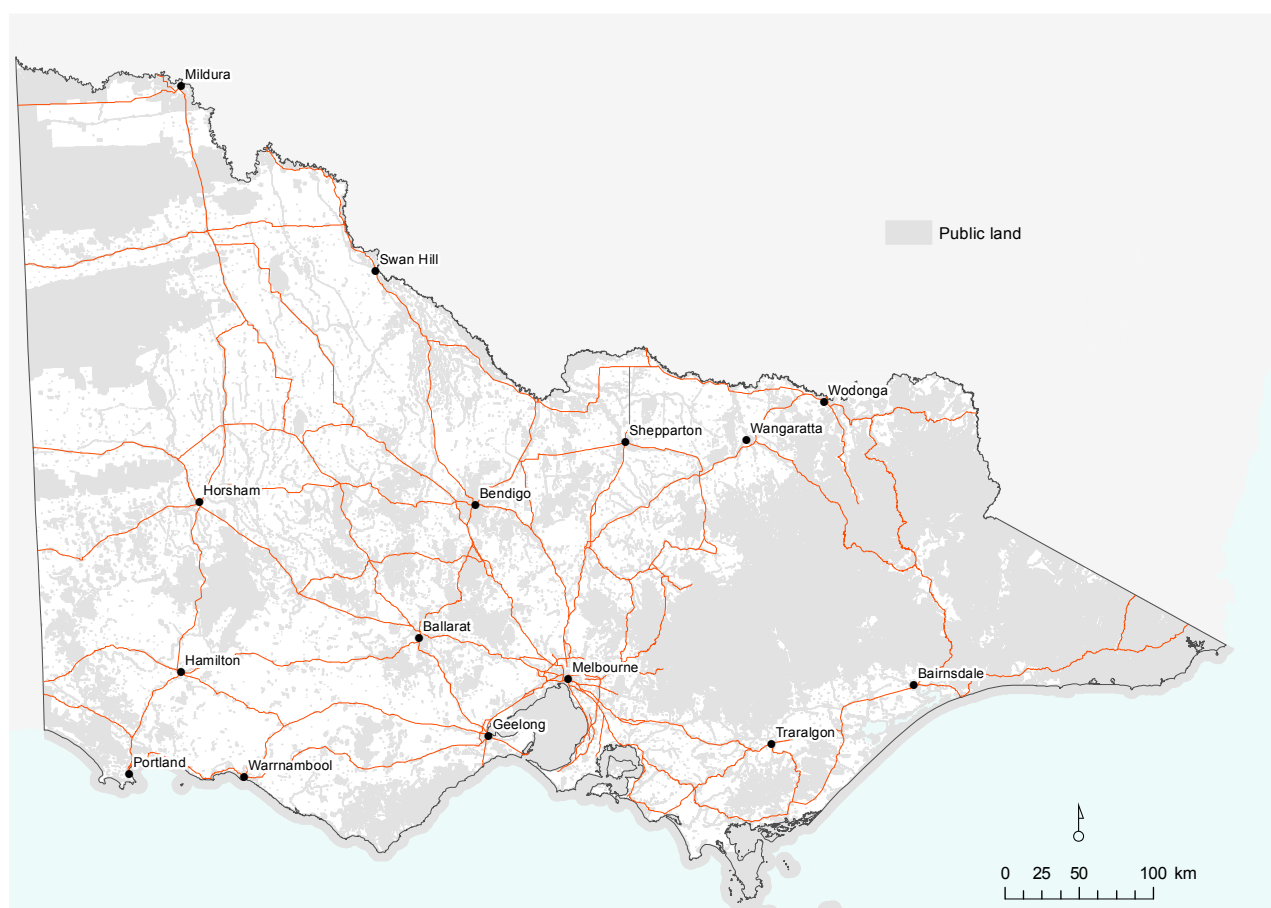 Mildura
Public land
Swan Hill
Wodonga
Wangaratta
Shepparton
Horsham
Bendigo
Ballarat
Hamilton
Melbourne
Bairnsdale
Geelong
Traralgon
Portland
Warrnambool
0 25 50 100 km